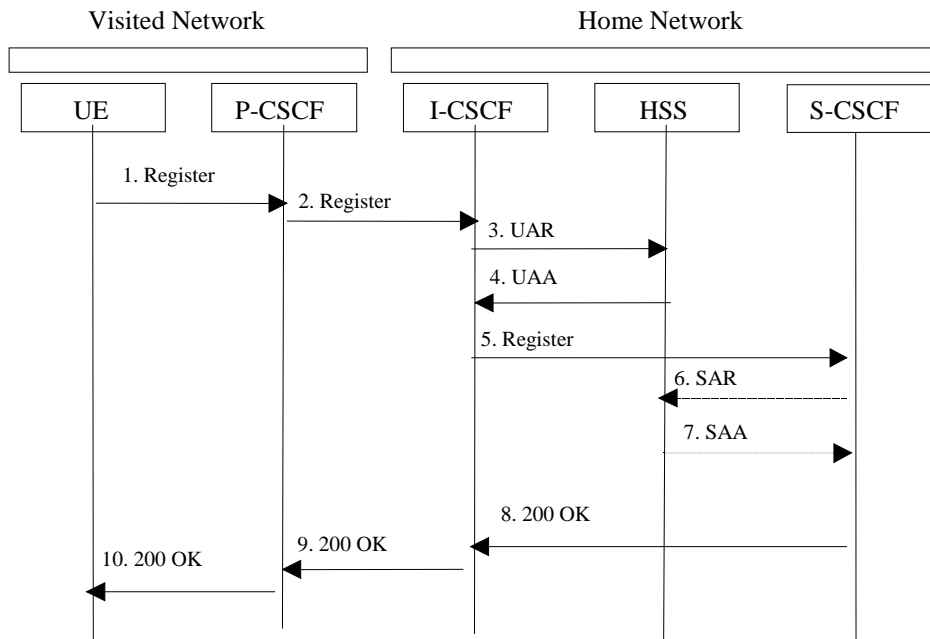 Visited Network
Home Network
UE
P-CSCF
I-CSCF
HSS
S-CSCF
1. Register
2. Register
3. UAR
4. UAA
5. Register
6. SAR
7. SAA
8. 200 OK
9. 200 OK
10. 200 OK